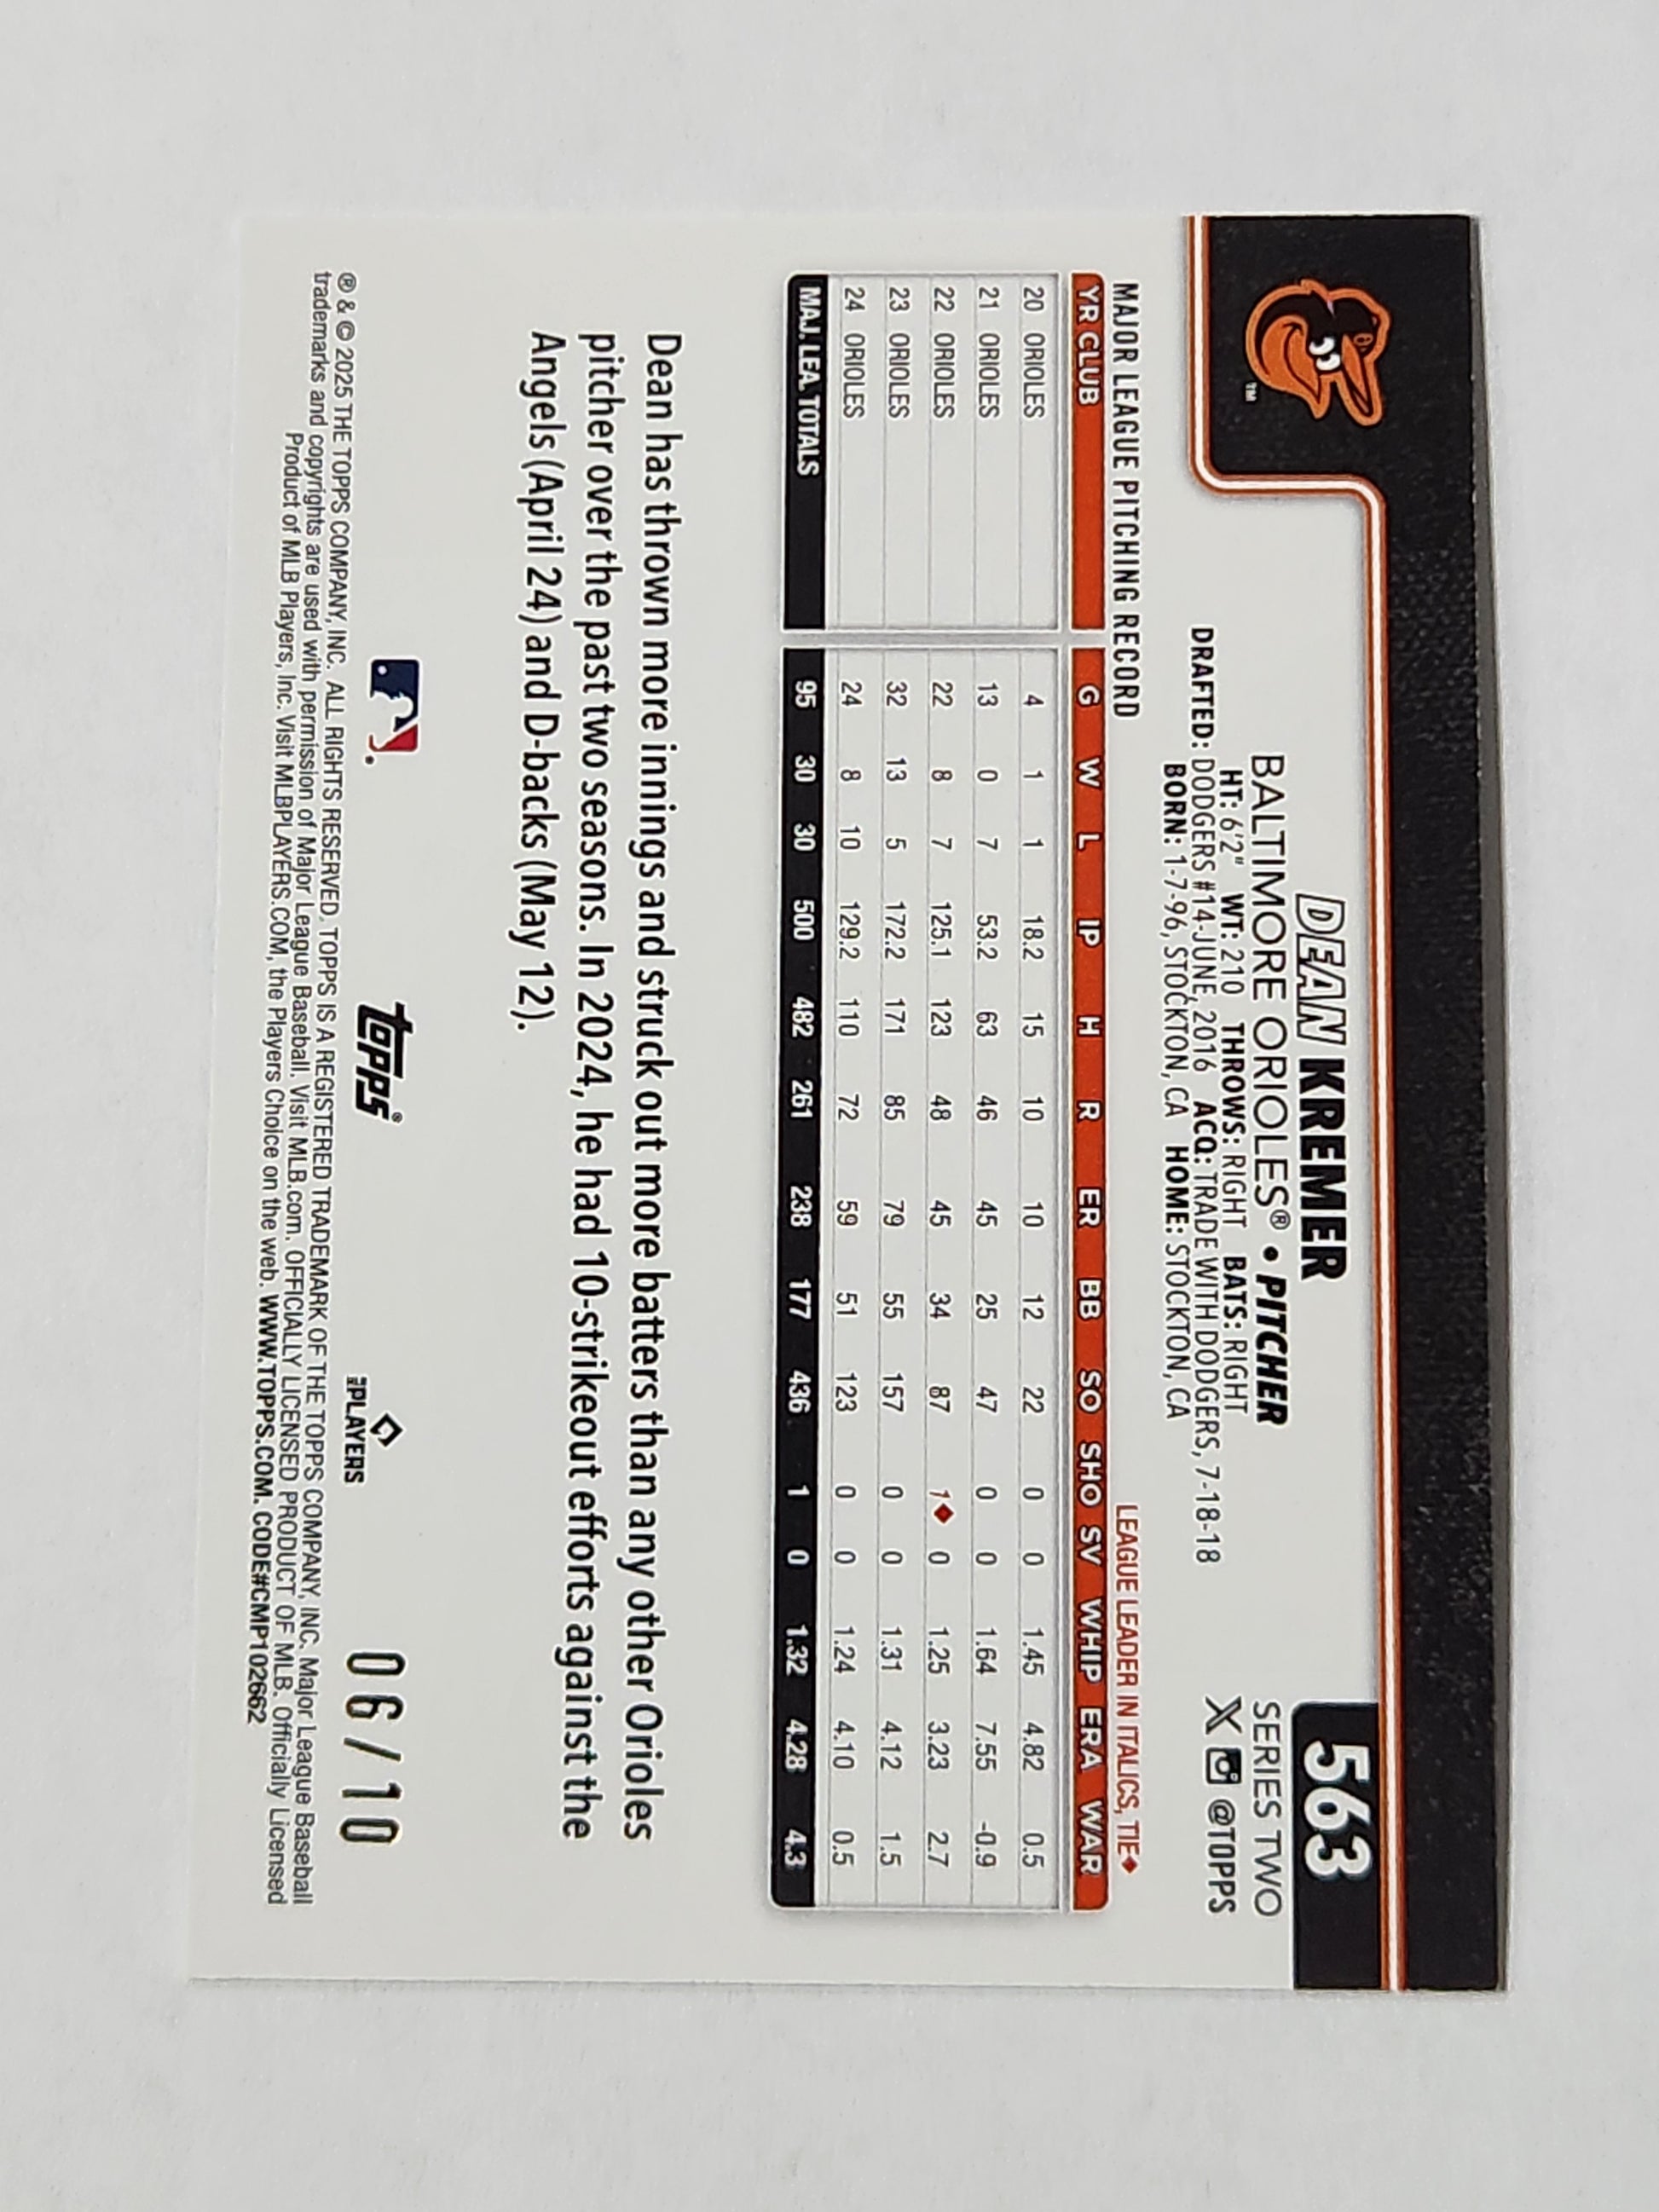 ™
563
DEAN KREMER
BALTIMORE ORIOLES® • PITCHER
SERIES TWO
HT: 6'2" WT: 210 THROWS: RIGHT BATS: RIGHT
X @TOPPS
DRAFTED: DODGERS #14-JUNE, 2016 ACQ: TRADE WITH DODGERS, 7-18-18
BORN: 1-7-96, STOCKTON, CA HOME: STOCKTON, CA
MAJOR LEAGUE PITCHING RECORD LEAGUE LEADER IN ITALICS, TIE♦
YR CLUB G W L IP H R ER BB SO SHO SV WHIP ERA WAR
20 ORIOLES 4 1 1 18.2 15 10 10 12 22 0 0 1.45 4.82 0.5
21 ORIOLES 13 0 7 53.2 63 46 45 25 47 0 0 1.64 7.55 -0.9
22 ORIOLES 22 8 7 125.1 123 48 45 34 87 1♦ 0 1.25 3.23 2.7
23 ORIOLES 32 13 5 172.2 171 85 79 55 157 0 0 1.31 4.12 1.5
24 ORIOLES 24 8 10 129.2 110 72 59 51 123 0 0 1.24 4.10 0.5
MAJ. LEA. TOTALS 95 30 30 500 482 261 238 177 436 1 0 1.32 4.28 4.3
Dean has thrown more innings and struck out more batters than any other Orioles
pitcher over the past two seasons. In 2024, he had 10-strikeout efforts against the
Angels (April 24) and D-backs (May 12).
topps®
PLAYERS
06/10
® & © 2025 THE TOPPS COMPANY, INC. ALL RIGHTS RESERVED. TOPPS IS A REGISTERED TRADEMARK OF THE TOPPS COMPANY, INC. Major League Baseball
trademarks and copyrights are used with permission of Major League Baseball. Visit MLB.com. OFFICIALLY LICENSED PRODUCT OF MLB. Officially Licensed
Product of MLB Players, Inc. Visit MLBPLAYERS.COM, the Players Choice on the web. WWW.TOPPS.COM. CODE#CMP102662